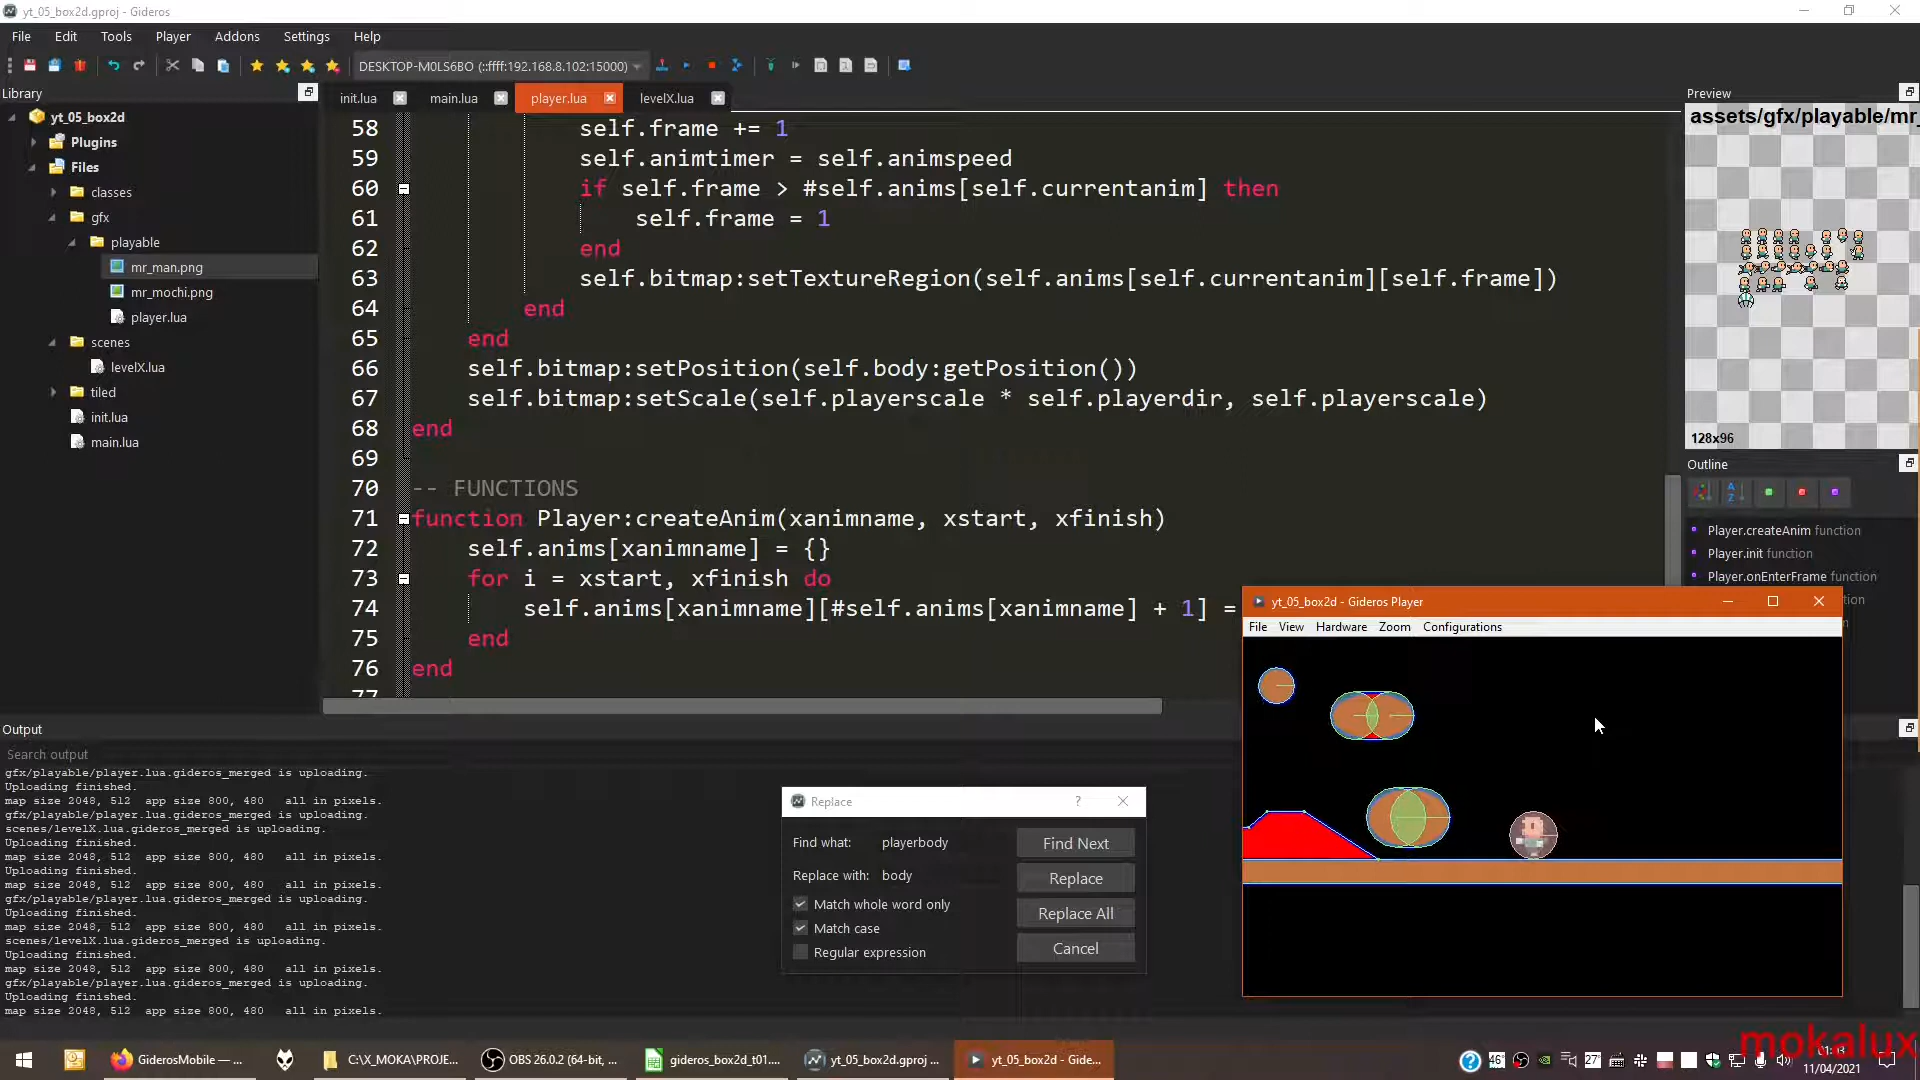 yt_05_box2d.gproj - Gideros
File Edit Tools Player Addons Settings Help
DESKTOP-M0LS6BO (::ffff:192.168.8.102:15000)
Library
yt_05_box2d
Plugins
Files
classes
gfx
playable
mr_man.png
mr_mochi.png
player.lua
scenes
levelX.lua
tiled
init.lua
main.lua
init.lua main.lua player.lua levelX.lua
58 self.frame += 1
59 self.animtimer = self.animspeed
60 if self.frame > #self.anims[self.currentanim] then
61 self.frame = 1
62 end
63 self.bitmap:setTextureRegion(self.anims[self.currentanim][self.frame])
64 end
65 end
66 self.bitmap:setPosition(self.body:getPosition())
67 self.bitmap:setScale(self.playerscale * self.playerdir, self.playerscale)
68 end
69
70 -- FUNCTIONS
71 function Player:createAnim(xanimname, xstart, xfinish)
72 self.anims[xanimname] = {}
73 for i = xstart, xfinish do
74 self.anims[xanimname][#self.anims[xanimname] + 1] =
75 end
76 end
77
Preview
assets/gfx/playable/mr_
128x96
Outline
Player.createAnim function
Player.init function
Player.onEnterFrame function
Output
Search output
gfx/playable/player.lua.gideros_merged is uploading.
Uploading finished.
map size 2048, 512 app size 800, 480 all in pixels.
gfx/playable/player.lua.gideros_merged is uploading.
scenes/levelX.lua.gideros_merged is uploading.
Uploading finished.
map size 2048, 512 app size 800, 480 all in pixels.
Uploading finished.
map size 2048, 512 app size 800, 480 all in pixels.
gfx/playable/player.lua.gideros_merged is uploading.
Uploading finished.
map size 2048, 512 app size 800, 480 all in pixels.
scenes/levelX.lua.gideros_merged is uploading.
Uploading finished.
map size 2048, 512 app size 800, 480 all in pixels.
gfx/playable/player.lua.gideros_merged is uploading.
Uploading finished.
map size 2048, 512 app size 800, 480 all in pixels.
Replace
Find what: playerbody Find Next
Replace with: body Replace
Match whole word only
Match case
Regular expression
Replace All
Cancel
yt_05_box2d - Gideros Player
File View Hardware Zoom Configurations
GiderosMobile — ...
C:\X_MOKA\PROJE...
OBS 26.0.2 (64-bit, ...
gideros_box2d_t01....
yt_05_box2d.gproj ...
yt_05_box2d - Gide...
46°
27°
11/04/2021
mokalux